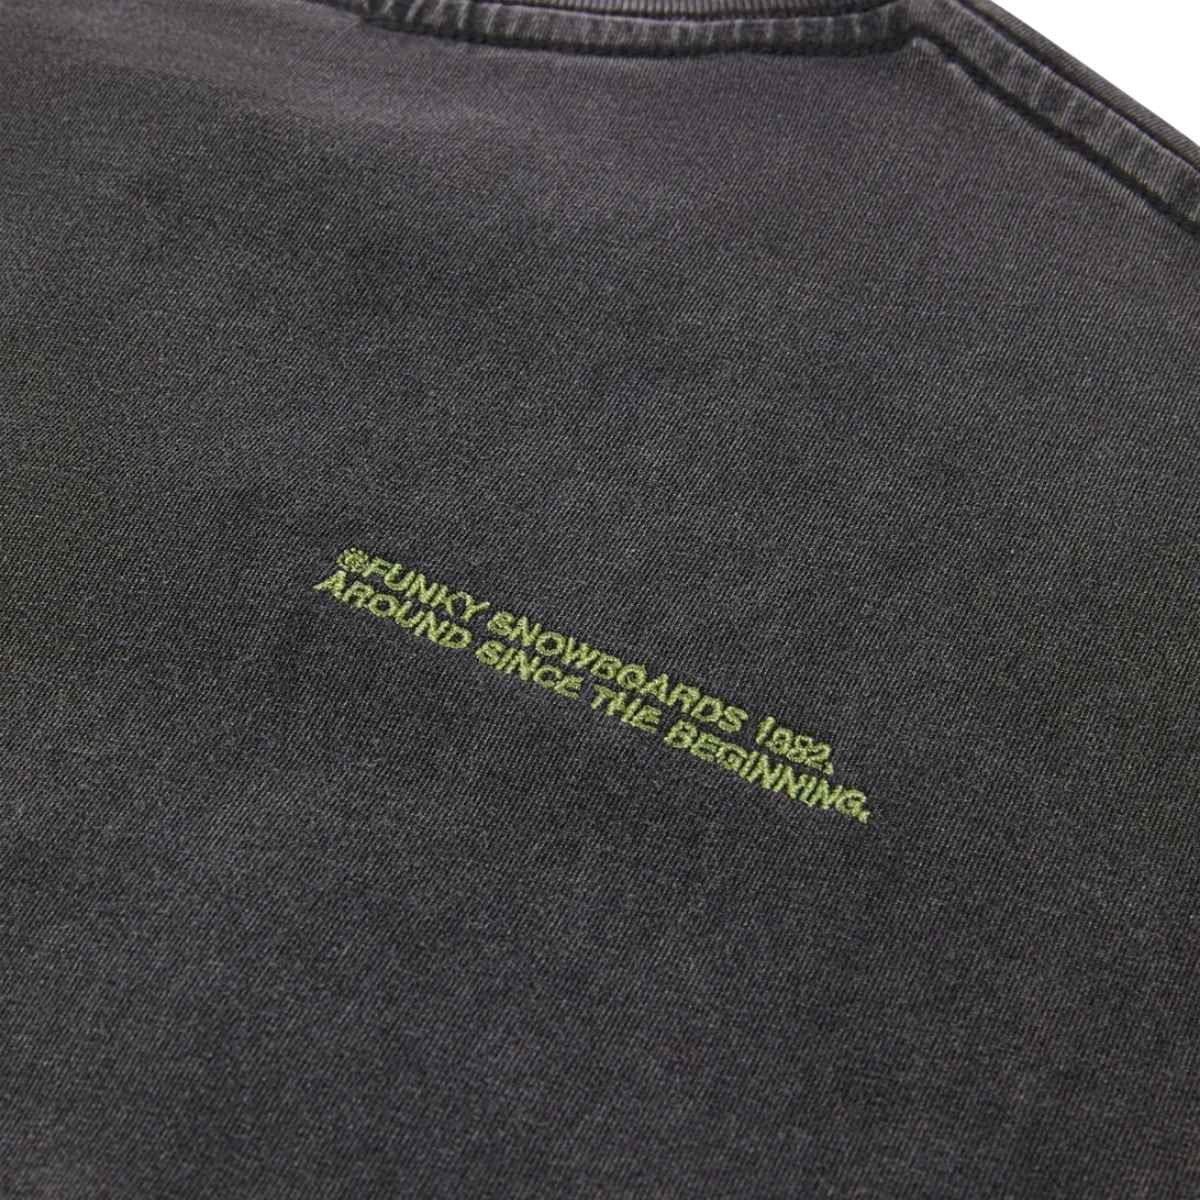 ©FUNKY SNOWBOARDS 1982,
AROUND SINCE THE BEGINNING.